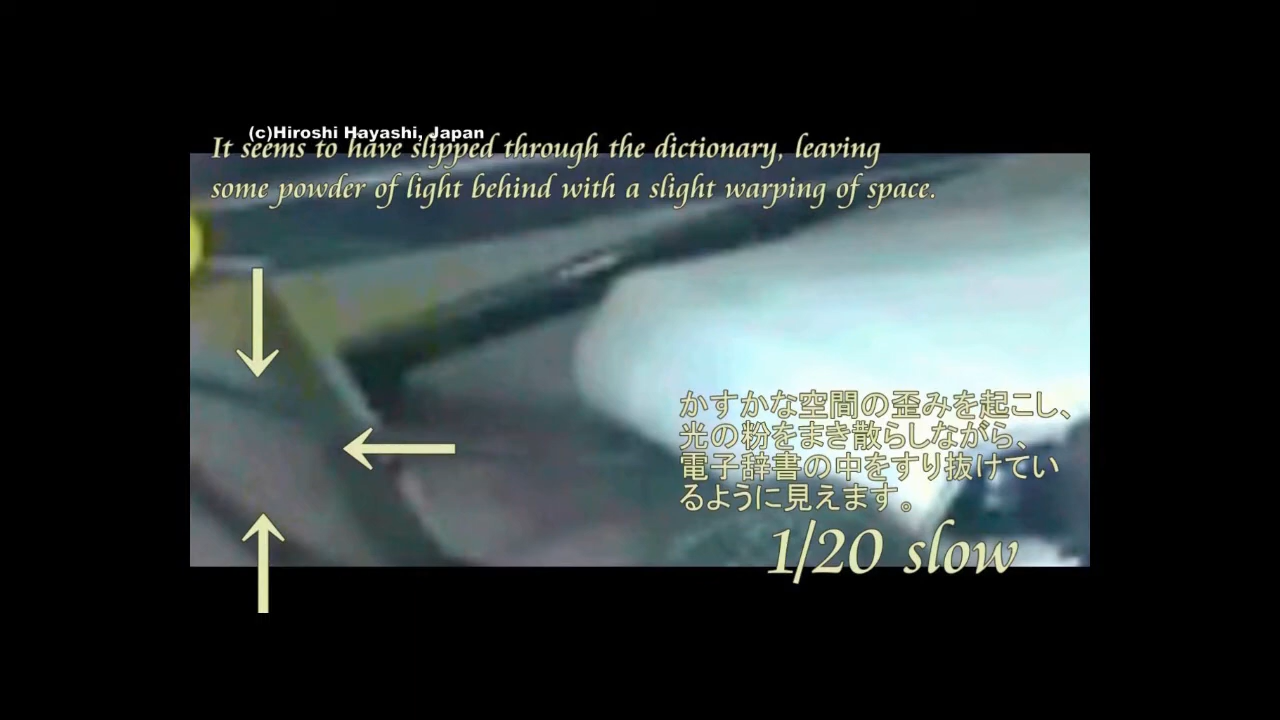 (c)Hiroshi Hayashi, Japan
It seems to have slipped through the dictionary, leaving
some powder of light behind with a slight warping of space.
かすかな空間の歪みを起こし、
光の粉をまき散らしながら、
電子辞書の中をすり抜けてい
るように見えます。
1/20 slow